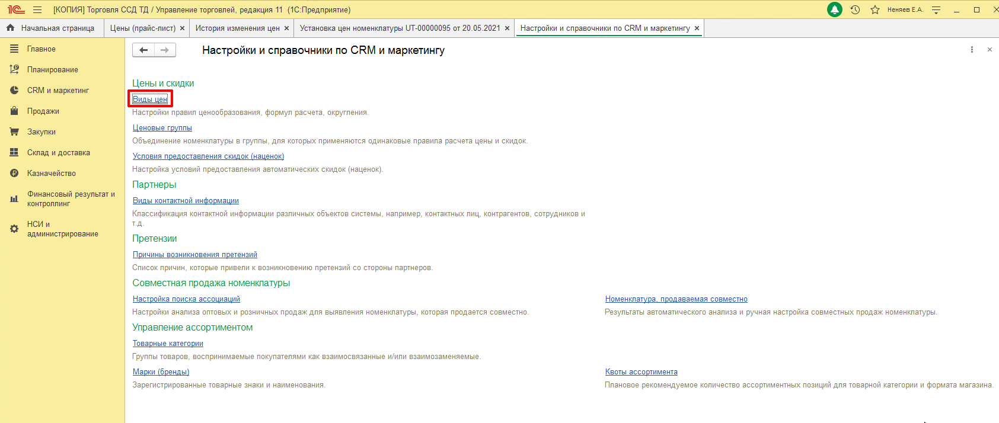 1С [КОПИЯ] Торговля ССД ТД / Управление торговлей, редакция 11 (1С:Предприятие) Неняев Е.А.
Начальная страница Цены (прайс-лист) × История изменения цен × Установка цен номенклатуры UT-00000095 от 20.05.2021 × Настройки и справочники по CRM и маркетингу ×
Главное
Планирование
CRM и маркетинг
Продажи
Закупки
Склад и доставка
Казначейство
Финансовый результат и
контроллинг
НСИ и
администрирование
Настройки и справочники по CRM и маркетингу
Цены и скидки
Виды цен
Настройки правил ценообразования, формул расчета, округления.
Ценовые группы
Объединение номенклатуры в группы, для которых применяются одинаковые правила расчета цены и скидок.
Условия предоставления скидок (наценок)
Настройка условий предоставления автоматических скидок (наценок).
Партнеры
Виды контактной информации
Классификация контактной информации различных объектов системы, например, контактных лиц, контрагентов, сотрудников и
т.д.
Претензии
Причины возникновения претензий
Список причин, которые привели к возникновению претензий со стороны партнеров.
Совместная продажа номенклатуры
Настройка поиска ассоциаций
Настройки анализа оптовых и розничных продаж для выявления номенклатуры, которая продается совместно.
Номенклатура, продаваемая совместно
Результаты автоматического анализа и ручная настройка совместных продаж номенклатуры.
Управление ассортиментом
Товарные категории
Группы товаров, воспринимаемые покупателями как взаимосвязанные и/или взаимозаменяемые.
Марки (бренды)
Зарегистрированные товарные знаки и наименования.
Квоты ассортимента
Плановое рекомендуемое количество ассортиментных позиций для товарной категории и формата магазина.